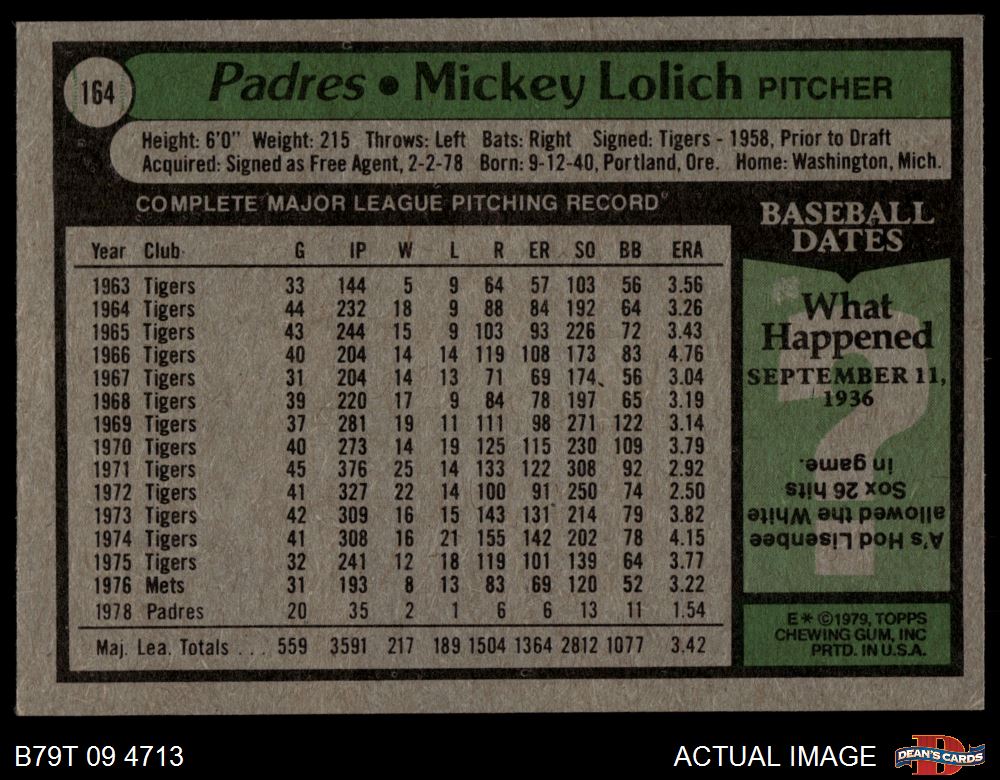 164
Padres • Mickey Lolich PITCHER
Height: 6'0" Weight: 215 Throws: Left Bats: Right Signed: Tigers - 1958, Prior to Draft
Acquired: Signed as Free Agent, 2-2-78 Born: 9-12-40, Portland, Ore. Home: Washington, Mich.
COMPLETE MAJOR LEAGUE PITCHING RECORD
Year Club G IP W L R ER SO BB ERA
1963 Tigers 33 144 5 9 64 57 103 56 3.56
1964 Tigers 44 232 18 9 88 84 192 64 3.26
1965 Tigers 43 244 15 9 103 93 226 72 3.43
1966 Tigers 40 204 14 14 119 108 173 83 4.76
1967 Tigers 31 204 14 13 71 69 174 56 3.04
1968 Tigers 39 220 17 9 84 78 197 65 3.19
1969 Tigers 37 281 19 11 111 98 271 122 3.14
1970 Tigers 40 273 14 19 125 115 230 109 3.79
1971 Tigers 45 376 25 14 133 122 308 92 2.92
1972 Tigers 41 327 22 14 100 91 250 74 2.50
1973 Tigers 42 309 16 15 143 131 214 79 3.82
1974 Tigers 41 308 16 21 155 142 202 78 4.15
1975 Tigers 32 241 12 18 119 101 139 64 3.77
1976 Mets 31 193 8 13 83 69 120 52 3.22
1978 Padres 20 35 2 1 6 6 13 11 1.54
Maj. Lea. Totals . . . 559 3591 217 189 1504 1364 2812 1077 3.42
BASEBALL
DATES
What
Happened
SEPTEMBER 11,
1936
A's Hod Lisenbee
allowed the White
Sox 26 hits
in game.
E * ©1979, TOPPS
CHEWING GUM, INC
PRTD. IN U.S.A.
B79T 09 4713
ACTUAL IMAGE
DEAN'S CARDS